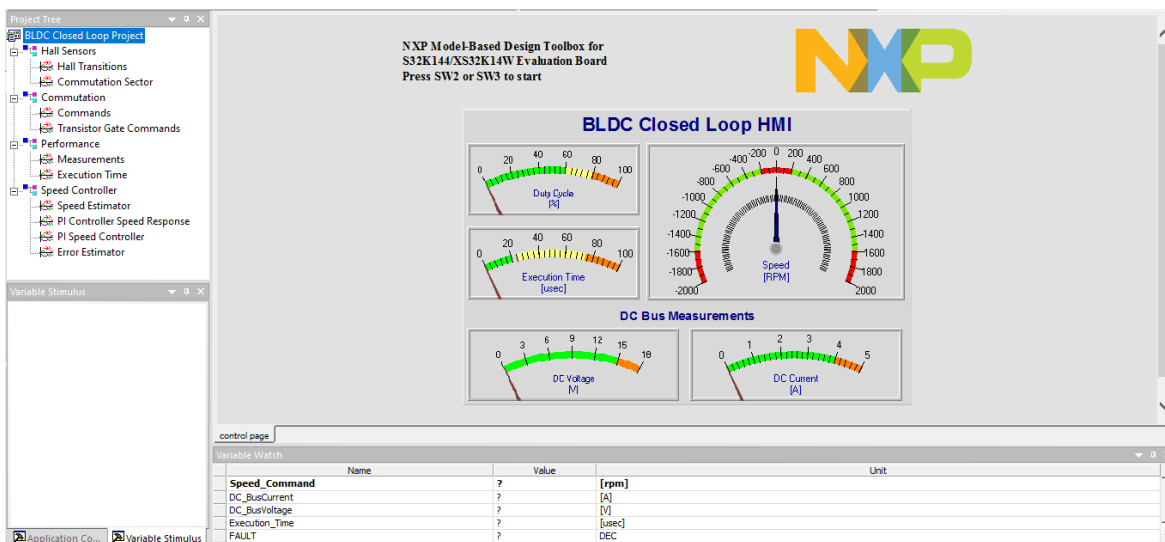 Project Tree
BLDC Closed Loop Project
Hall Sensors
Hall Transitions
Commutation Sector
Commutation
Commands
Transistor Gate Commands
Performance
Measurements
Execution Time
Speed Controller
Speed Estimator
PI Controller Speed Response
PI Speed Controller
Error Estimator
Variable Stimulus
Application Co...
Variable Stimulus
NXP Model-Based Design Toolbox for
S32K144/XS32K14W Evaluation Board
Press SW2 or SW3 to start
NXP
BLDC Closed Loop HMI
0 20 40 60 80 100
Duty Cycle
[%]
0 20 40 60 80 100
Execution Time
[usec]
-2000 -1800 -1600 -1400 -1200 -1000 -800 -600 -400 -200 0 200 400 600 800 1000 1200 1400 1600 1800 2000
Speed
[RPM]
DC Bus Measurements
0 3 6 9 12 15 18
DC Voltage
[V]
0 1 2 3 4 5
DC Current
[A]
control page
Variable Watch
Name Value Unit
Speed_Command ? [rpm]
DC_BusCurrent ? [A]
DC_BusVoltage ? [V]
Execution_Time ? [usec]
FAULT ? DEC